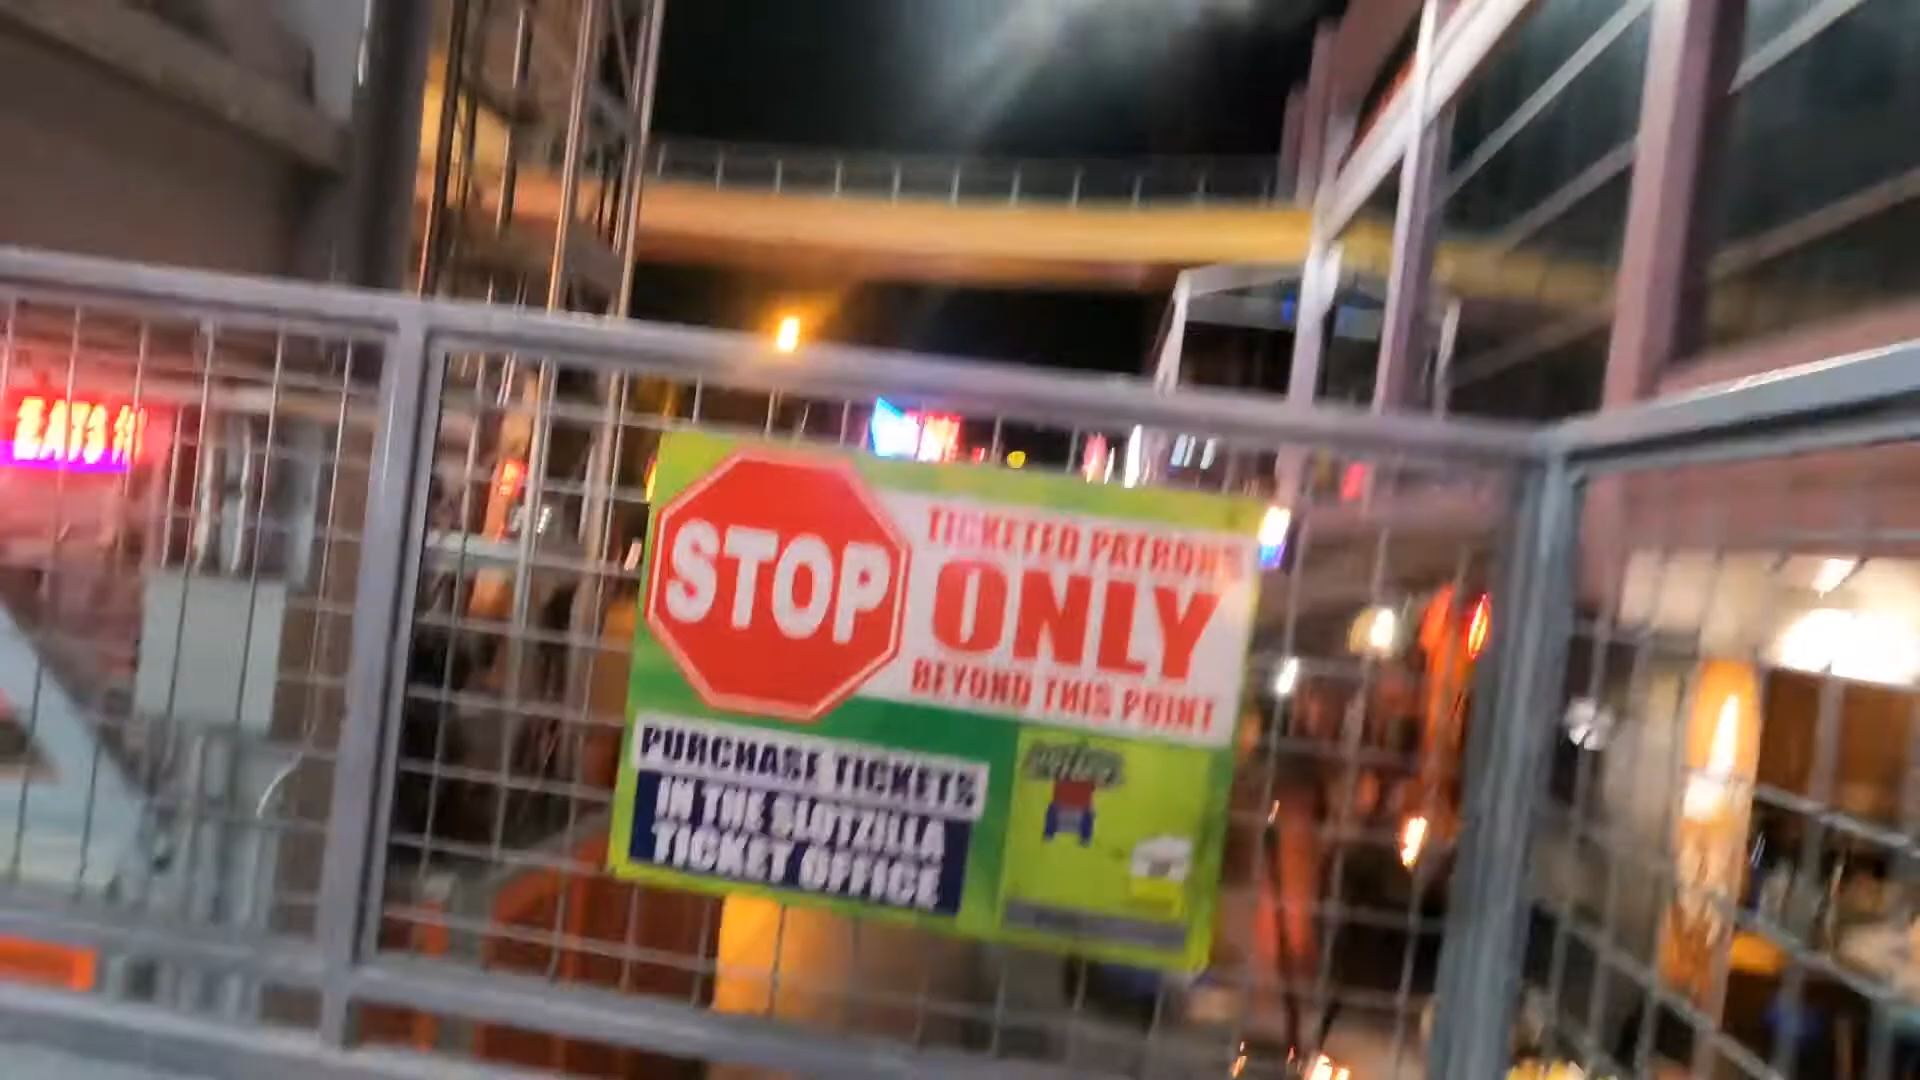 STOP
TICKETED PATRONS
ONLY
BEYOND THIS POINT
PURCHASE TICKETS
IN THE SLOTZILLA
TICKET OFFICE
EATS